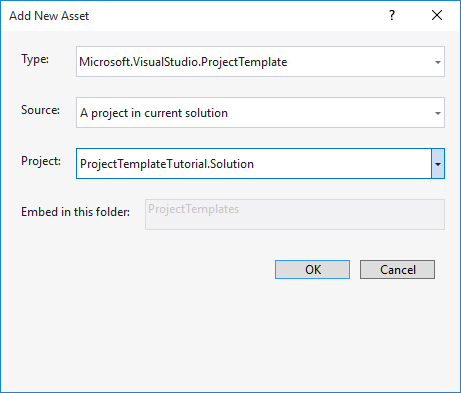 Add New Asset
Type: Microsoft.VisualStudio.ProjectTemplate
Source: A project in current solution
Project: ProjectTemplateTutorial.Solution
Embed in this folder: ProjectTemplates
OK Cancel